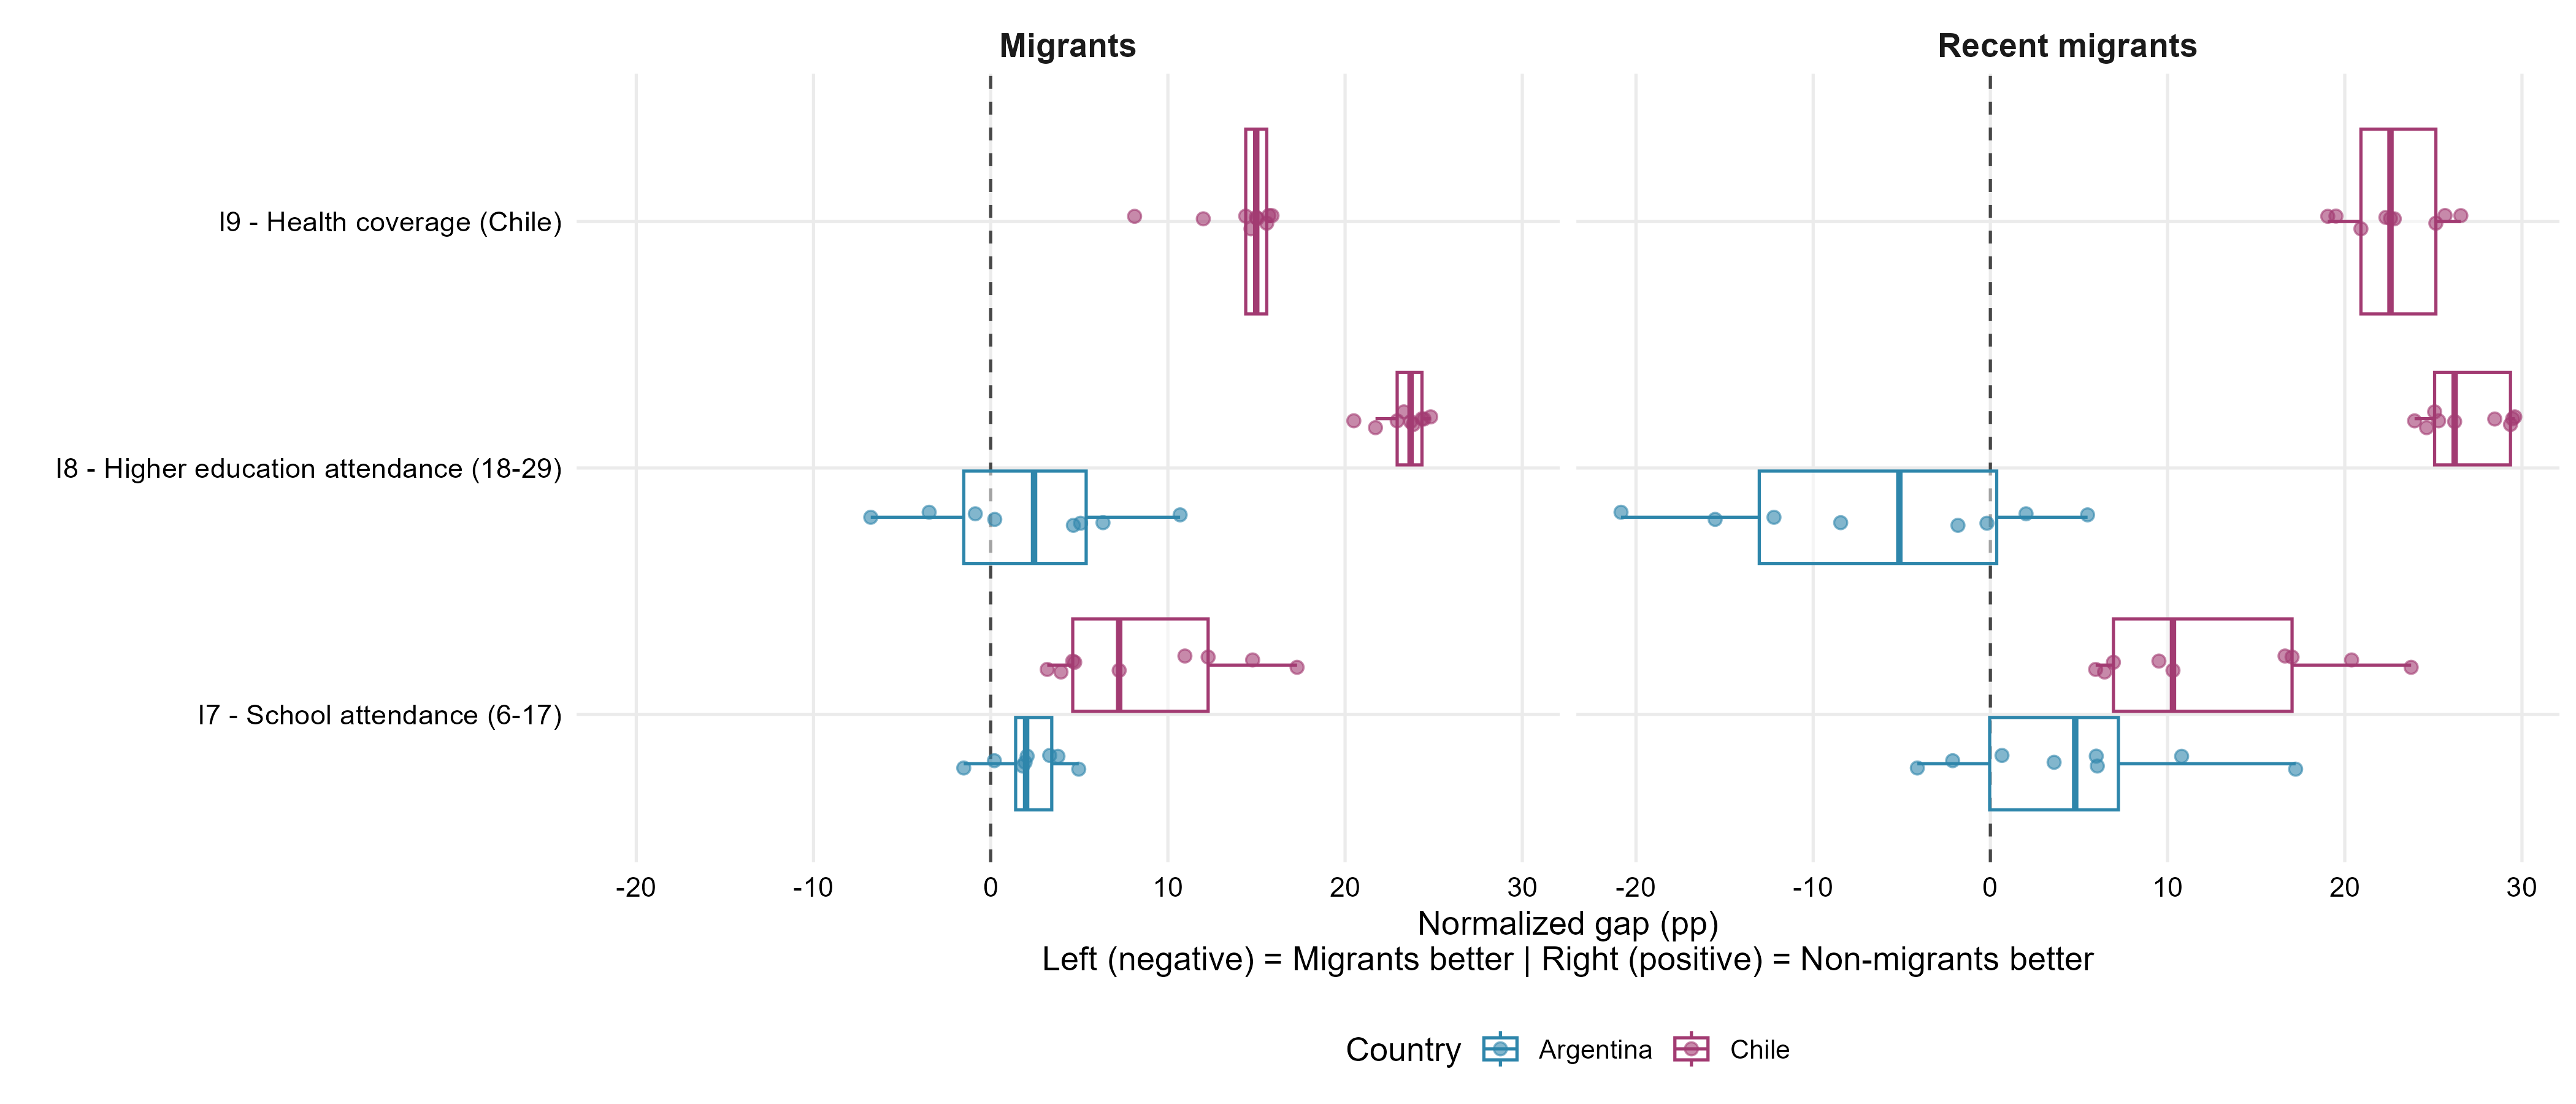 Migrants
Recent migrants
I9 - Health coverage (Chile)
I8 - Higher education attendance (18-29)
I7 - School attendance (6-17)
-20 -10 0 10 20 30
-20 -10 0 10 20 30
Normalized gap (pp)
Left (negative) = Migrants better | Right (positive) = Non-migrants better
Country Argentina Chile